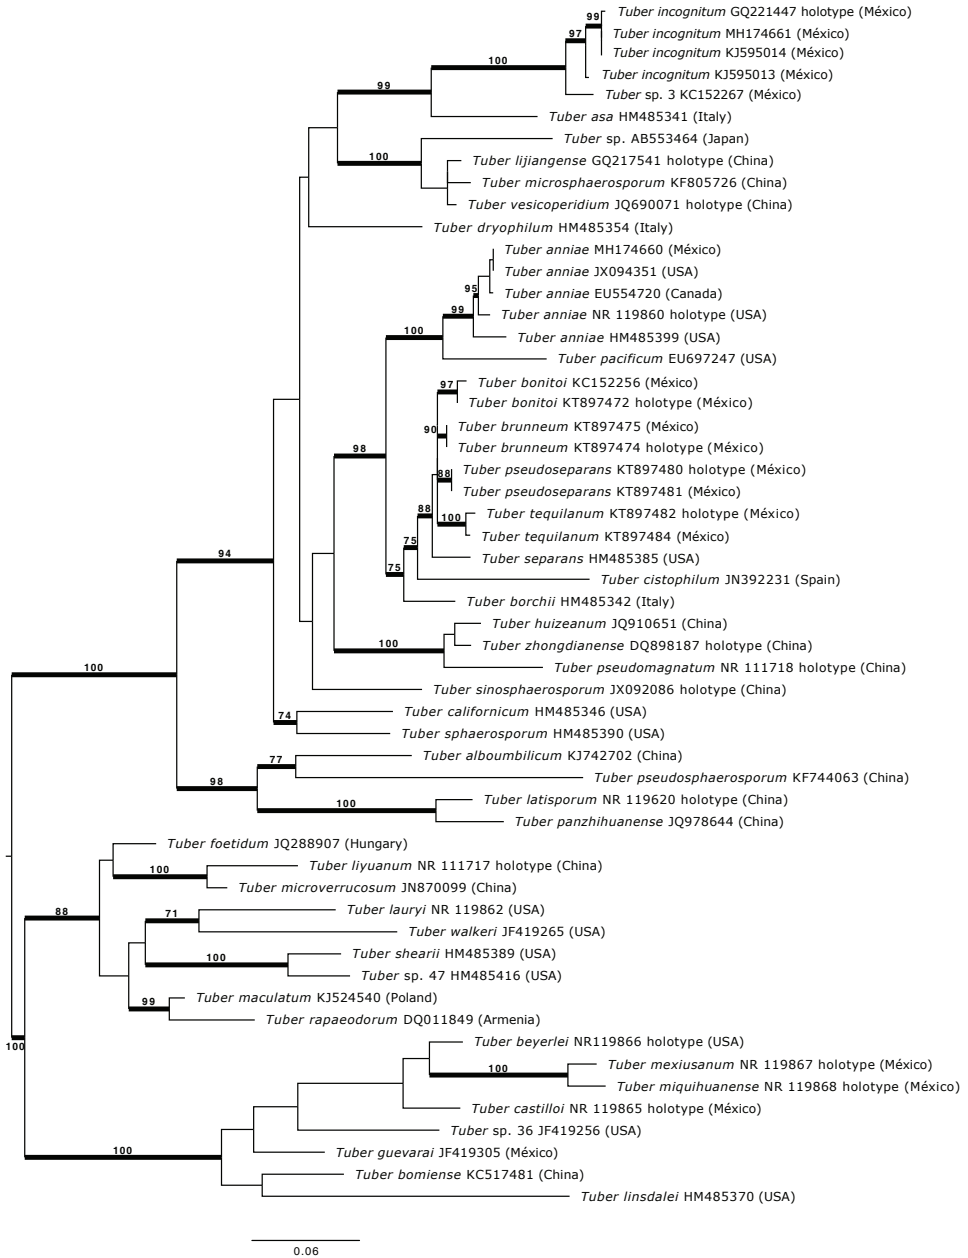 99
Tuber incognitum GQ221447 holotype (México)
97
Tuber incognitum MH174661 (México)
Tuber incognitum KJ595014 (México)
100
Tuber incognitum KJ595013 (México)
99
Tuber sp. 3 KC152267 (México)
Tuber asa HM485341 (Italy)
Tuber sp. AB553464 (Japan)
100
Tuber lijiangense GQ217541 holotype (China)
Tuber microsphaerosporum KF805726 (China)
Tuber vesicoperidium JQ690071 holotype (China)
Tuber dryophilum HM485354 (Italy)
Tuber anniae MH174660 (México)
Tuber anniae JX094351 (USA)
95
Tuber anniae EU554720 (Canada)
99
Tuber anniae NR 119860 holotype (USA)
100
Tuber anniae HM485399 (USA)
Tuber pacificum EU697247 (USA)
97
Tuber bonitoi KC152256 (México)
Tuber bonitoi KT897472 holotype (México)
90
Tuber brunneum KT897475 (México)
98
Tuber brunneum KT897474 holotype (México)
88
Tuber pseudoseparans KT897480 holotype (México)
Tuber pseudoseparans KT897481 (México)
88
100
Tuber tequilanum KT897482 holotype (México)
Tuber tequilanum KT897484 (México)
75
Tuber separans HM485385 (USA)
94
75
Tuber cistophilum JN392231 (Spain)
Tuber borchii HM485342 (Italy)
Tuber huizeanum JQ910651 (China)
100
Tuber zhongdianense DQ898187 holotype (China)
100
Tuber pseudomagnatum NR 111718 holotype (China)
Tuber sinosphaerosporum JX092086 holotype (China)
74
Tuber californicum HM485346 (USA)
Tuber sphaerosporum HM485390 (USA)
77
Tuber alboumbilicum KJ742702 (China)
98
Tuber pseudosphaerosporum KF744063 (China)
100
Tuber latisporum NR 119620 holotype (China)
Tuber panzhihuanense JQ978644 (China)
Tuber foetidum JQ288907 (Hungary)
100
Tuber liyuanum NR 111717 holotype (China)
Tuber microverrucosum JN870099 (China)
88
71
Tuber lauryi NR 119862 (USA)
Tuber walkeri JF419265 (USA)
100
Tuber shearii HM485389 (USA)
Tuber sp. 47 HM485416 (USA)
99
Tuber maculatum KJ524540 (Poland)
Tuber rapaeodorum DQ011849 (Armenia)
100
Tuber beyerlei NR119866 holotype (USA)
100
Tuber mexiusanum NR 119867 holotype (México)
Tuber miquihuanense NR 119868 holotype (México)
Tuber castilloi NR 119865 holotype (México)
Tuber sp. 36 JF419256 (USA)
100
Tuber guevarai JF419305 (México)
Tuber bomiense KC517481 (China)
Tuber linsdalei HM485370 (USA)
0.06